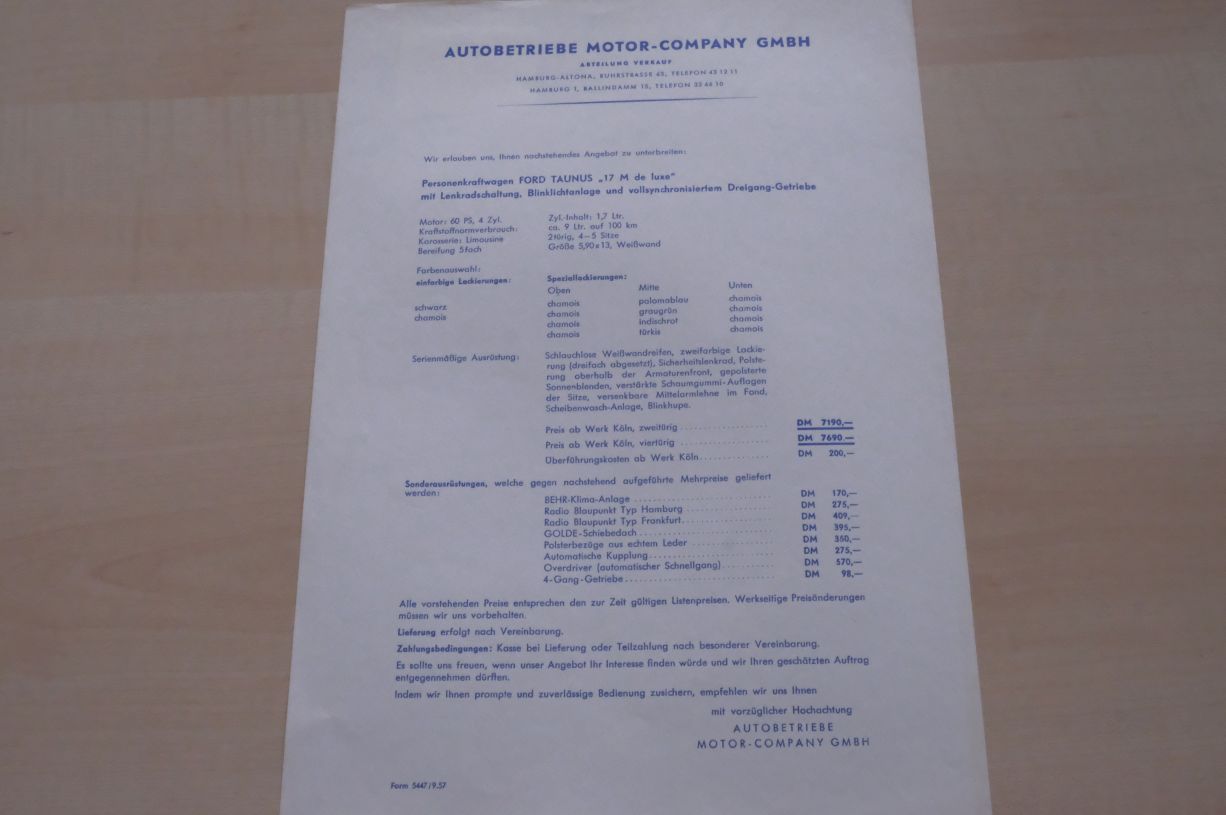 AUTOBETRIEBE MOTOR-COMPANY GMBH
ABTEILUNG VERKAUF
HAMBURG-ALTONA, RUHRSTRASSE 63, TELEFON 43 12 11
HAMBURG 1, BALLINDAMM 15, TELEFON 33 66 10
Wir erlauben uns, Ihnen nachstehendes Angebot zu unterbreiten:
Personenkraftwagen FORD TAUNUS „17 M de luxe“
mit Lenkradschaltung, Blinklichtanlage und vollsynchronisiertem Dreigang-Getriebe
Motor: 60 PS, 4 Zyl. Zyl.-Inhalt: 1,7 Ltr.
Kraftstoffnormverbrauch: ca. 9 Ltr. auf 100 km
Karosserie: Limousine 2türig, 4–5 Sitze
Bereifung 5fach Größe 5,90x13, Weißwand
Farbenauswahl:
einfarbige Lackierungen: Speziallackierungen:
Oben Mitte Unten
schwarz chamois palomablau chamois
chamois chamois graugrün chamois
chamois indischrot chamois
chamois türkis chamois
Serienmäßige Ausrüstung: Schlauchlose Weißwandreifen, zweifarbige Lackie-
rung (dreifach abgesetzt), Sicherheitslenkrad, Polste-
rung oberhalb der Armaturenfront, gepolsterte
Sonnenblenden, verstärkte Schaumgummi-Auflagen
der Sitze, versenkbare Mittelarmlehne im Fond,
Scheibenwasch-Anlage, Blinkhupe.
Preis ab Werk Köln, zweitürig . . . . . . . . . . . . . . . . . DM 7190,—
Preis ab Werk Köln, viertürig . . . . . . . . . . . . . . . . . DM 7690.—
Überführungskosten ab Werk Köln. . . . . . . . . . . . . . DM 200,—
Sonderausrüstungen, welche gegen nachstehend aufgeführte Mehrpreise geliefert
werden:
BEHR-Klima-Anlage . . . . . . . . . . . . . . . . . . . . . . . . DM 170,—
Radio Blaupunkt Typ Hamburg . . . . . . . . . . . . . . . DM 275,—
Radio Blaupunkt Typ Frankfurt. . . . . . . . . . . . . . . . DM 409,—
GOLDE-Schiebedach . . . . . . . . . . . . . . . . . . . . . . . DM 395,—
Polsterbezüge aus echtem Leder . . . . . . . . . . . . . . DM 350,—
Automatische Kupplung. . . . . . . . . . . . . . . . . . . . . DM 275,—
Overdriver (automatischer Schnellgang). . . . . . . . . . DM 570,—
4-Gang-Getriebe. . . . . . . . . . . . . . . . . . . . . . . . . . DM 98,—
Alle vorstehenden Preise entsprechen den zur Zeit gültigen Listenpreisen. Werkseitige Preisänderungen
müssen wir uns vorbehalten.
Lieferung erfolgt nach Vereinbarung.
Zahlungsbedingungen: Kasse bei Lieferung oder Teilzahlung nach besonderer Vereinbarung.
Es sollte uns freuen, wenn unser Angebot Ihr Interesse finden würde und wir Ihren geschätzten Auftrag
entgegennehmen dürften.
Indem wir Ihnen prompte und zuverlässige Bedienung zusichern, empfehlen wir uns Ihnen
mit vorzüglicher Hochachtung
AUTOBETRIEBE
MOTOR-COMPANY GMBH
Form 5447/9.57